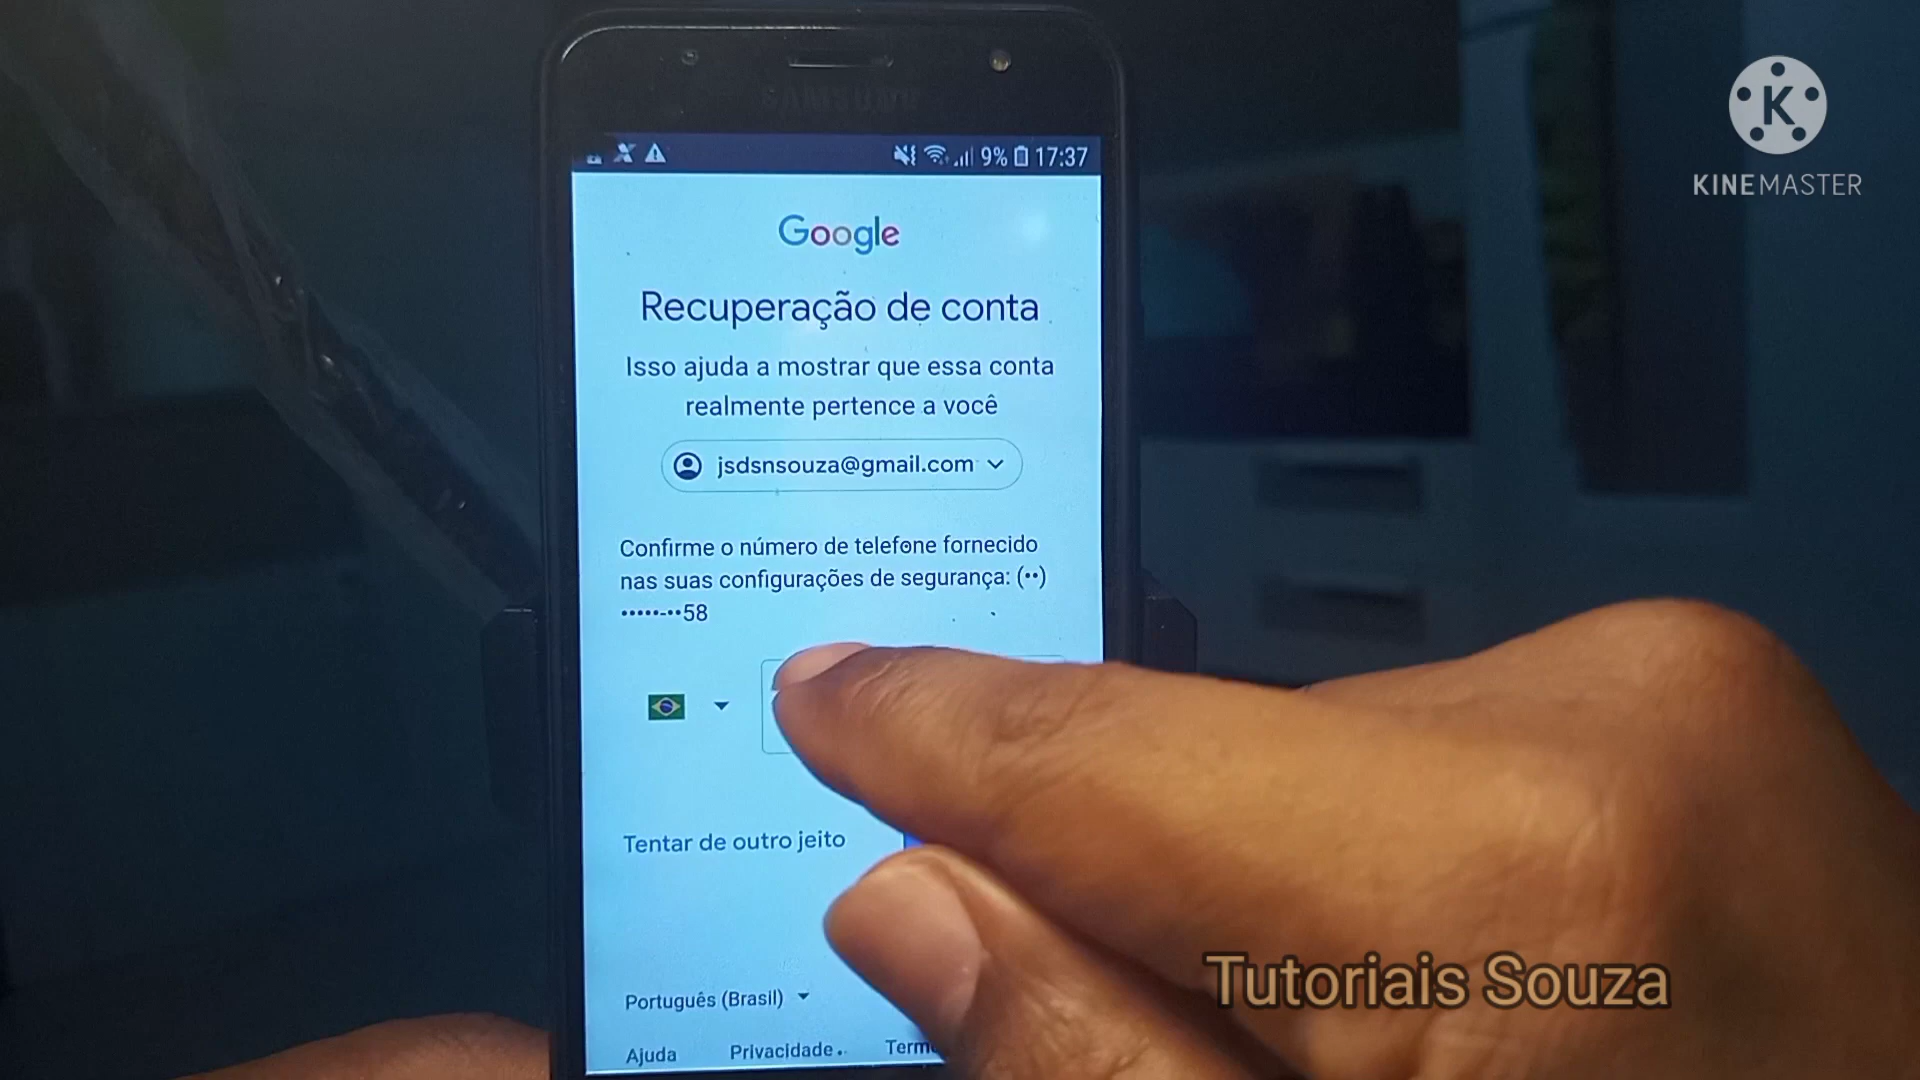 SAMSUNG
9% 17:37
K
KINEMASTER
Google
Recuperação de conta
Isso ajuda a mostrar que essa conta
realmente pertence a você
jsdsnsouza@gmail.com
Confirme o número de telefone fornecido
nas suas configurações de segurança: (••)
•••••-••58
Tentar de outro jeito
Português (Brasil)
Ajuda Privacidade
Tutoriais Souza